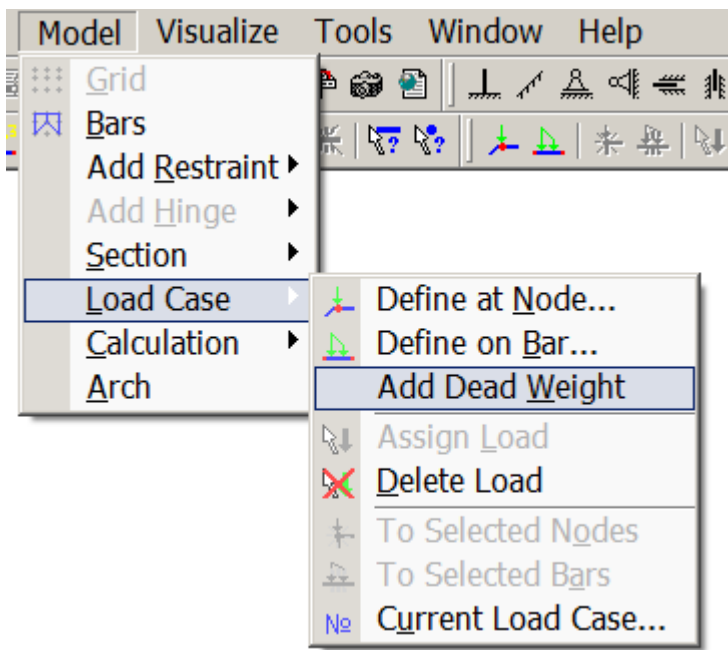 Model Visualize Tools Window Help
Grid
Bars
Add Restraint
Add Hinge
Section
Load Case
Calculation
Arch
Define at Node...
Define on Bar...
Add Dead Weight
Assign Load
Delete Load
To Selected Nodes
To Selected Bars
№ Current Load Case...